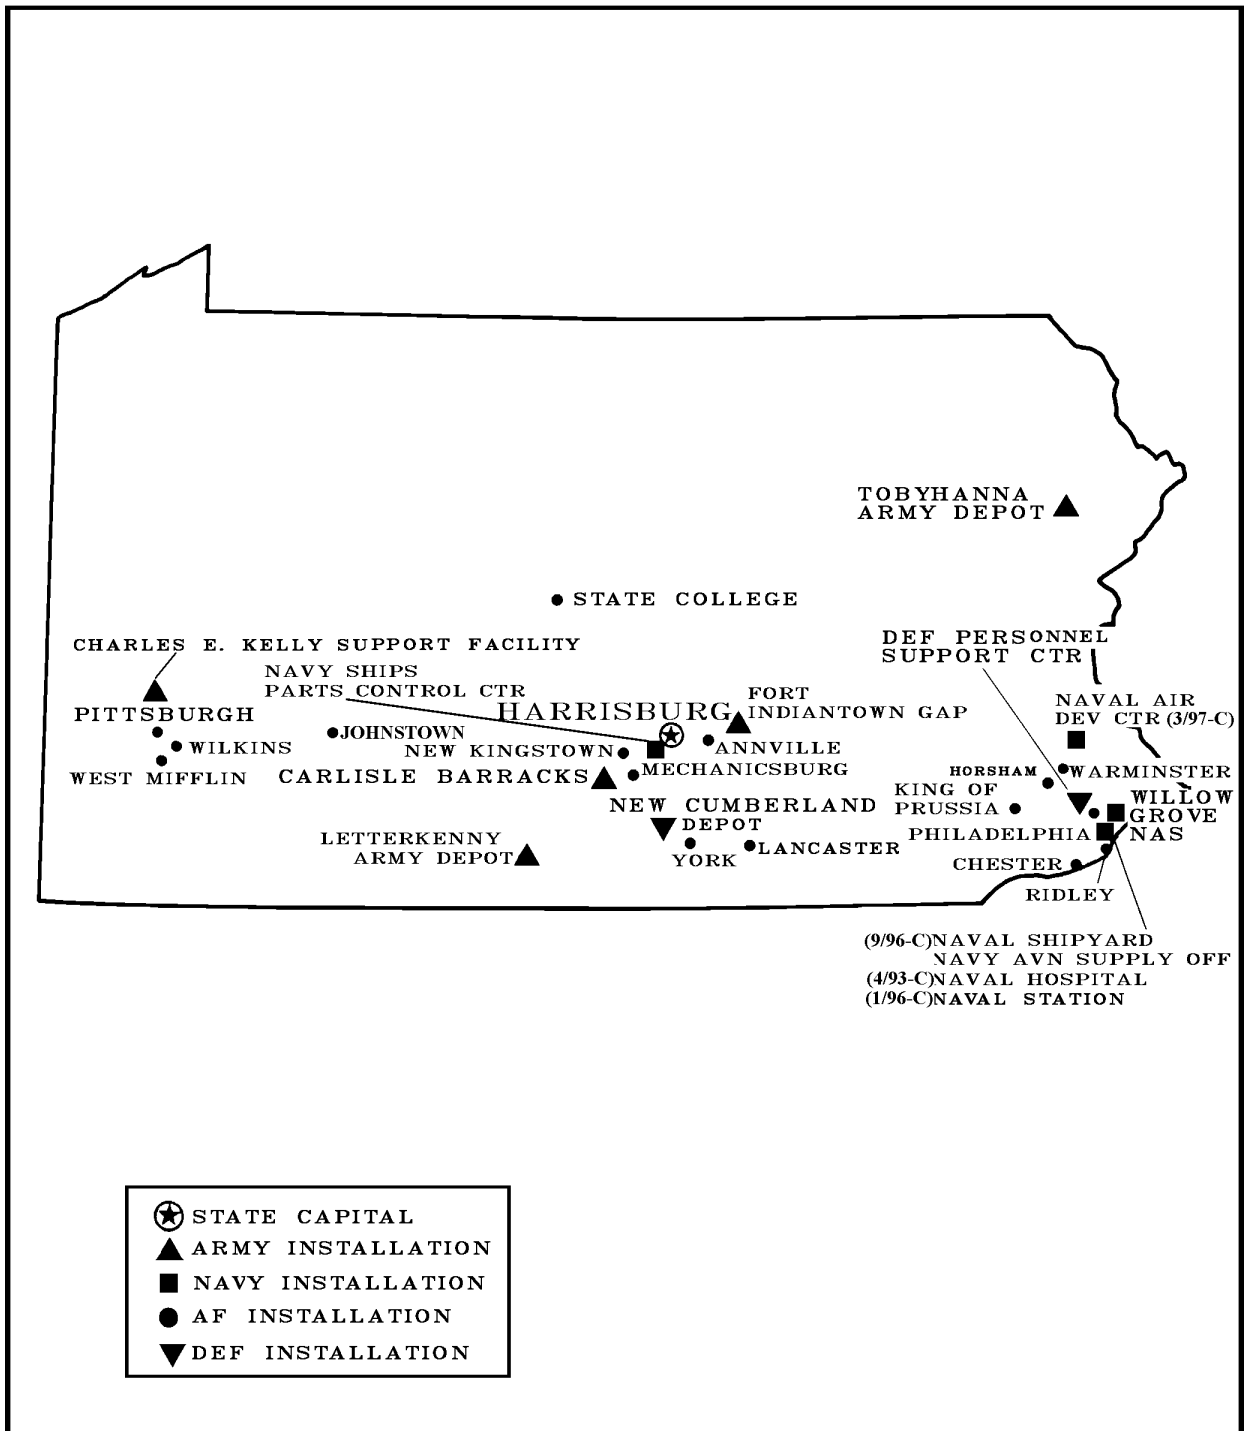 TOBYHANNA
ARMY DEPOT
STATE COLLEGE
CHARLES E. KELLY SUPPORT FACILITY
DEF PERSONNEL
SUPPORT CTR
NAVY SHIPS
PARTS CONTROL CTR
HARRISBURG
FORT
INDIANTOWN GAP
NAVAL AIR
DEV CTR (3/97-C)
PITTSBURGH
JOHNSTOWN
WILKINS
NEW KINGSTOWN
ANNVILLE
WEST MIFFLIN
CARLISLE BARRACKS
MECHANICSBURG
HORSHAM
WARMINSTER
KING OF
PRUSSIA
WILLOW
GROVE
NAS
NEW CUMBERLAND
DEPOT
PHILADELPHIA
LETTERKENNY
ARMY DEPOT
YORK
LANCASTER
CHESTER
RIDLEY
(9/96-C)NAVAL SHIPYARD
NAVY AVN SUPPLY OFF
(4/93-C)NAVAL HOSPITAL
(1/96-C)NAVAL STATION
STATE CAPITAL
ARMY INSTALLATION
NAVY INSTALLATION
AF INSTALLATION
DEF INSTALLATION